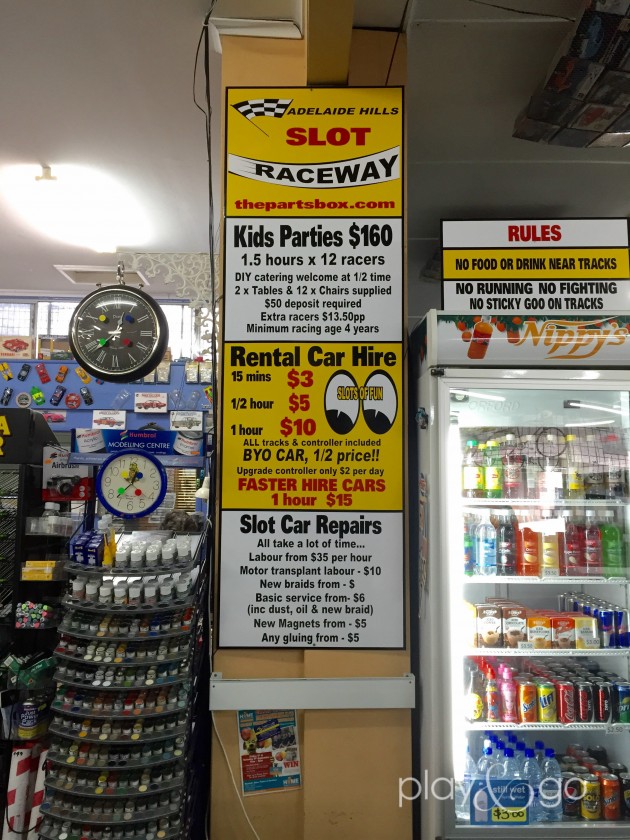 ADELAIDE HILLS
SLOT
RACEWAY
thepartsbox.com
Kids Parties $160
1.5 hours x 12 racers
DIY catering welcome at 1/2 time
2 x Tables & 12 x Chairs supplied
$50 deposit required
Extra racers $13.50pp
Minimum racing age 4 years
Rental Car Hire
15 mins $3
1/2 hour $5
1 hour $10
SLOTS OF FUN
ALL tracks & controller included
BYO CAR, 1/2 price!!
Upgrade controller only $2 per day
FASTER HIRE CARS
1 hour $15
Slot Car Repairs
All take a lot of time...
Labour from $35 per hour
Motor transplant labour - $10
New braids from - $
Basic service from- $6
(inc dust, oil & new braid)
New Magnets from - $5
Any gluing from - $5
RULES
NO FOOD OR DRINK NEAR TRACKS
NO RUNNING NO FIGHTING
NO STICKY GOO ON TRACKS
Nippy's
Humbrol
MODELLING CENTRE
Humbrol
Airbrush
WIN
still wet
$3.00
play & go